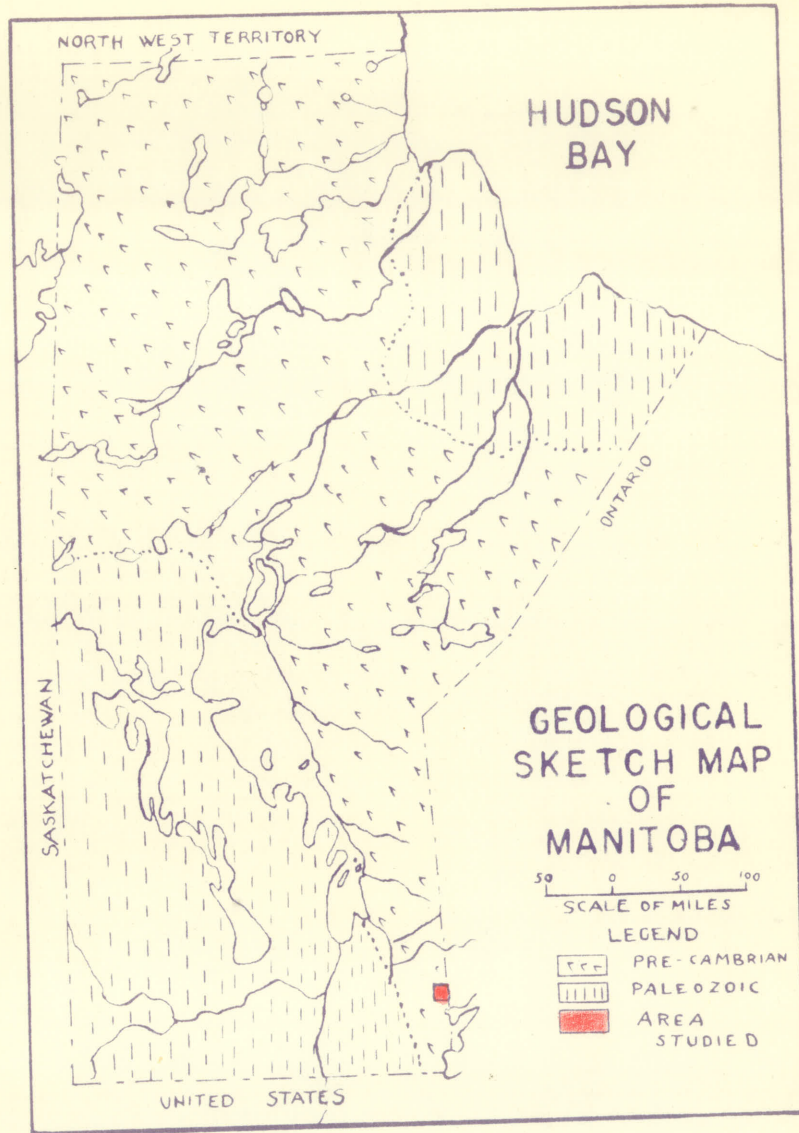 NORTH WEST TERRITORY
HUDSON
BAY
ONTARIO
SASKATCHEWAN
GEOLOGICAL
SKETCH MAP
OF
MANITOBA
50 0 50 100
SCALE OF MILES
LEGEND
PRE-CAMBRIAN
PALEOZOIC
AREA
STUDIED
UNITED STATES